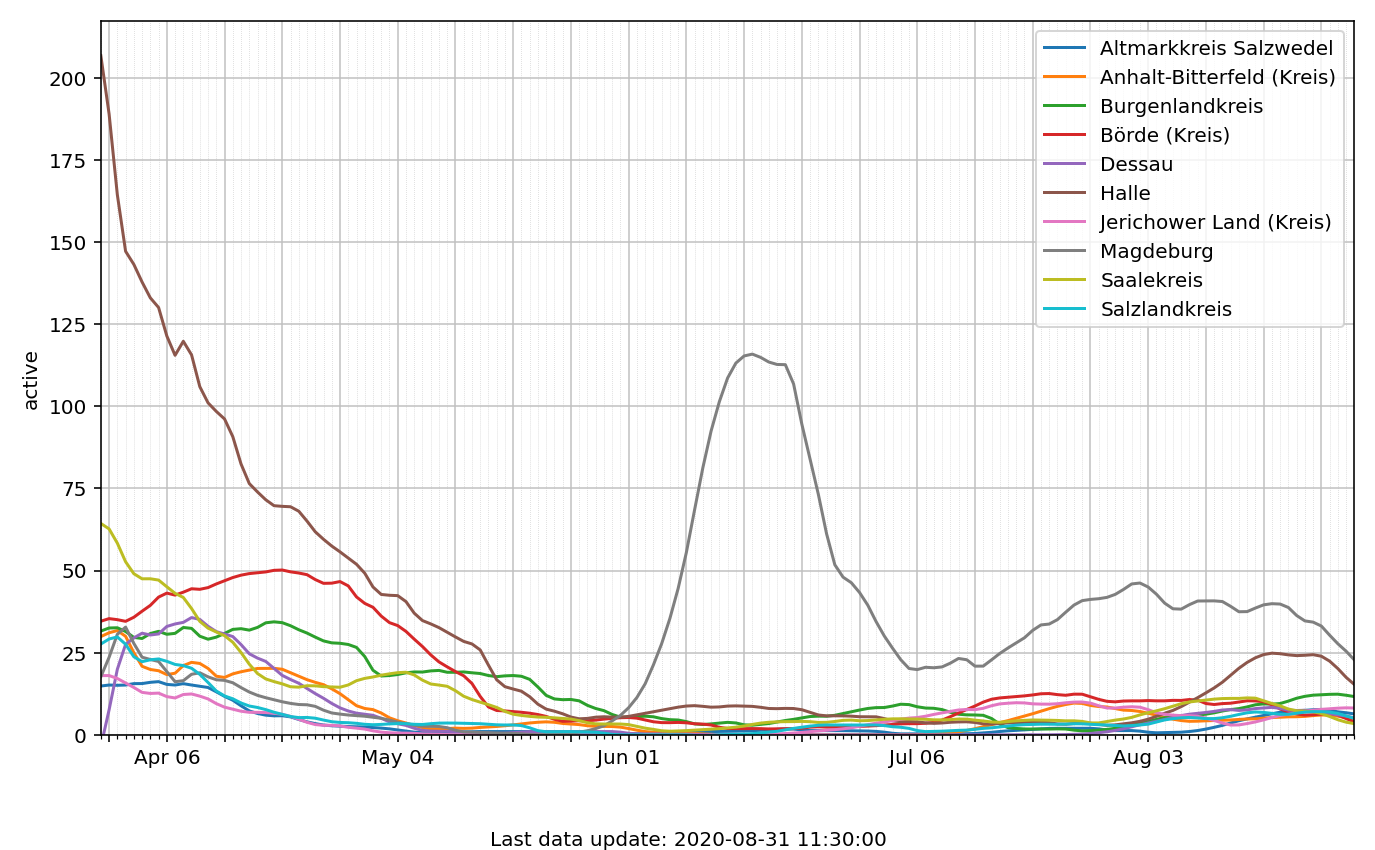 200
175
150
125
100
75
50
25
0
active
Altmarkkreis Salzwedel
Anhalt-Bitterfeld (Kreis)
Burgenlandkreis
Börde (Kreis)
Dessau
Halle
Jerichower Land (Kreis)
Magdeburg
Saalekreis
Salzlandkreis
Apr 06 May 04 Jun 01 Jul 06 Aug 03
Last data update: 2020-08-31 11:30:00